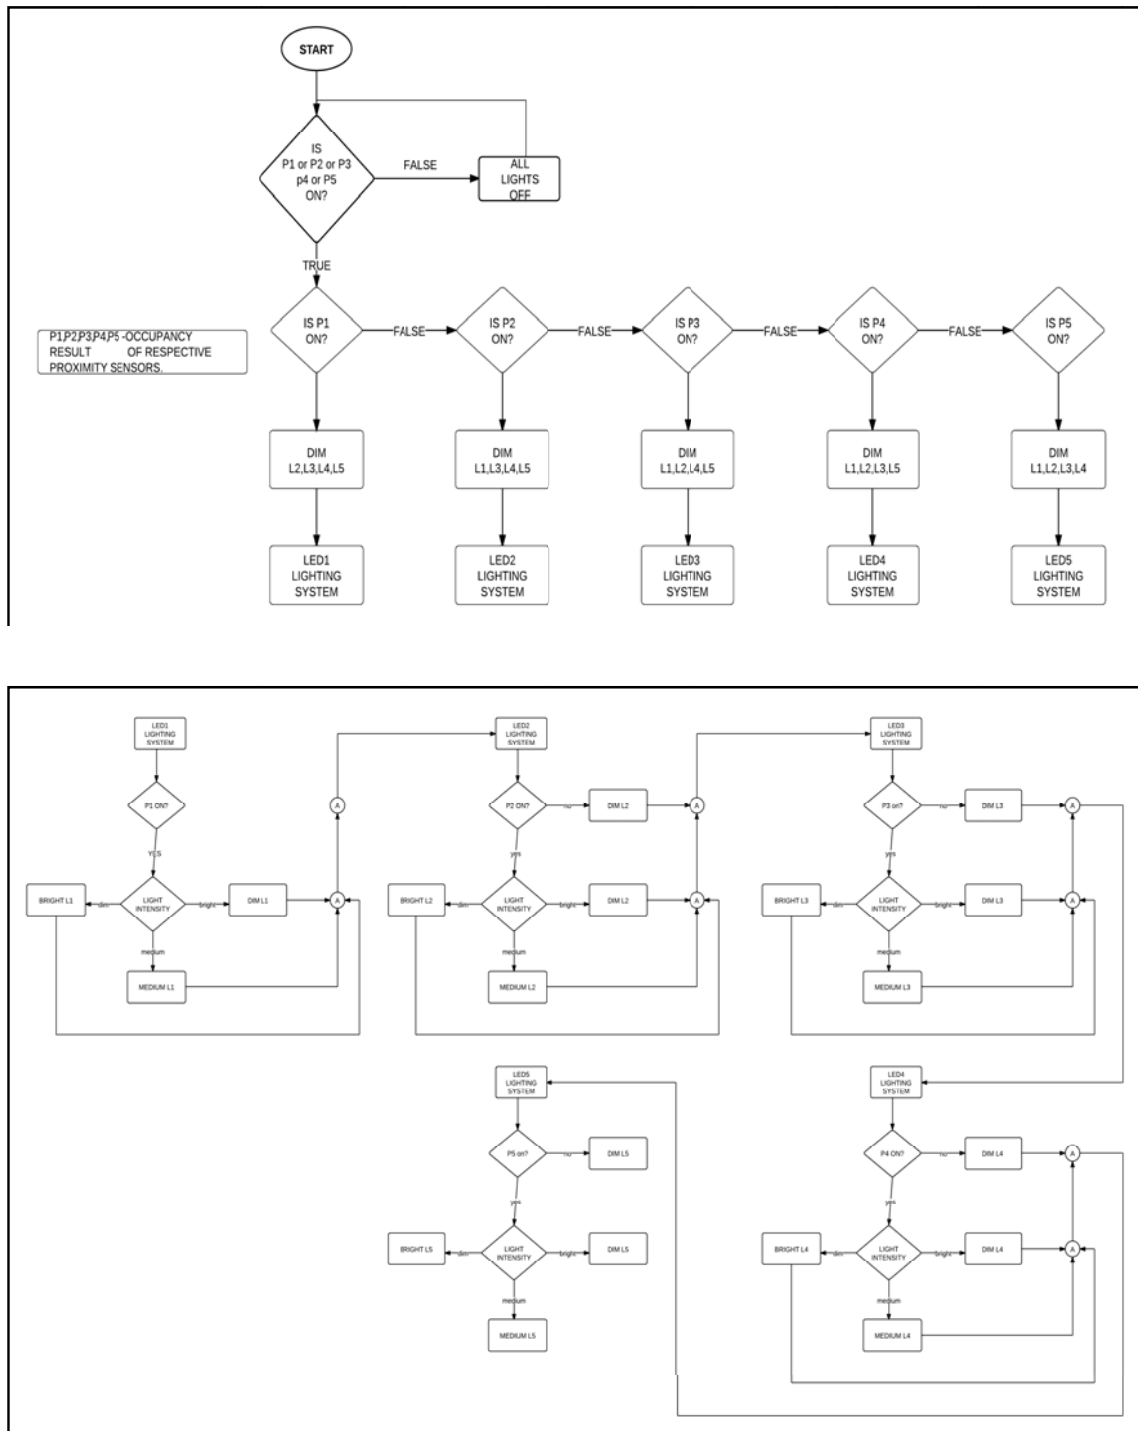 START
IS
P1 or P2 or P3
p4 or P5
ON?
FALSE
ALL
LIGHTS
OFF
TRUE
IS P1
ON?
FALSE
IS P2
ON?
FALSE
IS P3
ON?
FALSE
IS P4
ON?
FALSE
IS P5
ON?
P1,P2,P3,P4,P5 -OCCUPANCY
RESULT OF RESPECTIVE
PROXIMITY SENSORS.
DIM
L2,L3,L4,L5
DIM
L1,L3,L4,L5
DIM
L1,L2,L4,L5
DIM
L1,L2,L3,L5
DIM
L1,L2,L3,L4
LED1
LIGHTING
SYSTEM
LED2
LIGHTING
SYSTEM
LED3
LIGHTING
SYSTEM
LED4
LIGHTING
SYSTEM
LED5
LIGHTING
SYSTEM
LED1
LIGHTING
SYSTEM
P1 ON?
A
YES
BRIGHT L1
dim
LIGHT
INTENSITY
bright
DIM L1
A
medium
MEDIUM L1
LED2
LIGHTING
SYSTEM
P2 ON?
no
DIM L2
A
yes
BRIGHT L2
dim
LIGHT
INTENSITY
bright
DIM L2
A
medium
MEDIUM L2
LED3
LIGHTING
SYSTEM
P3 on?
no
DIM L3
A
yes
BRIGHT L3
dim
LIGHT
INTENSITY
bright
DIM L3
A
medium
MEDIUM L3
LED5
LIGHTING
SYSTEM
P5 on?
no
DIM L5
yes
BRIGHT L5
dim
LIGHT
INTENSITY
bright
DIM L5
medium
MEDIUM L5
LED4
LIGHTING
SYSTEM
P4 ON?
no
DIM L4
A
yes
BRIGHT L4
dim
LIGHT
INTENSITY
bright
DIM L4
A
medium
MEDIUM L4